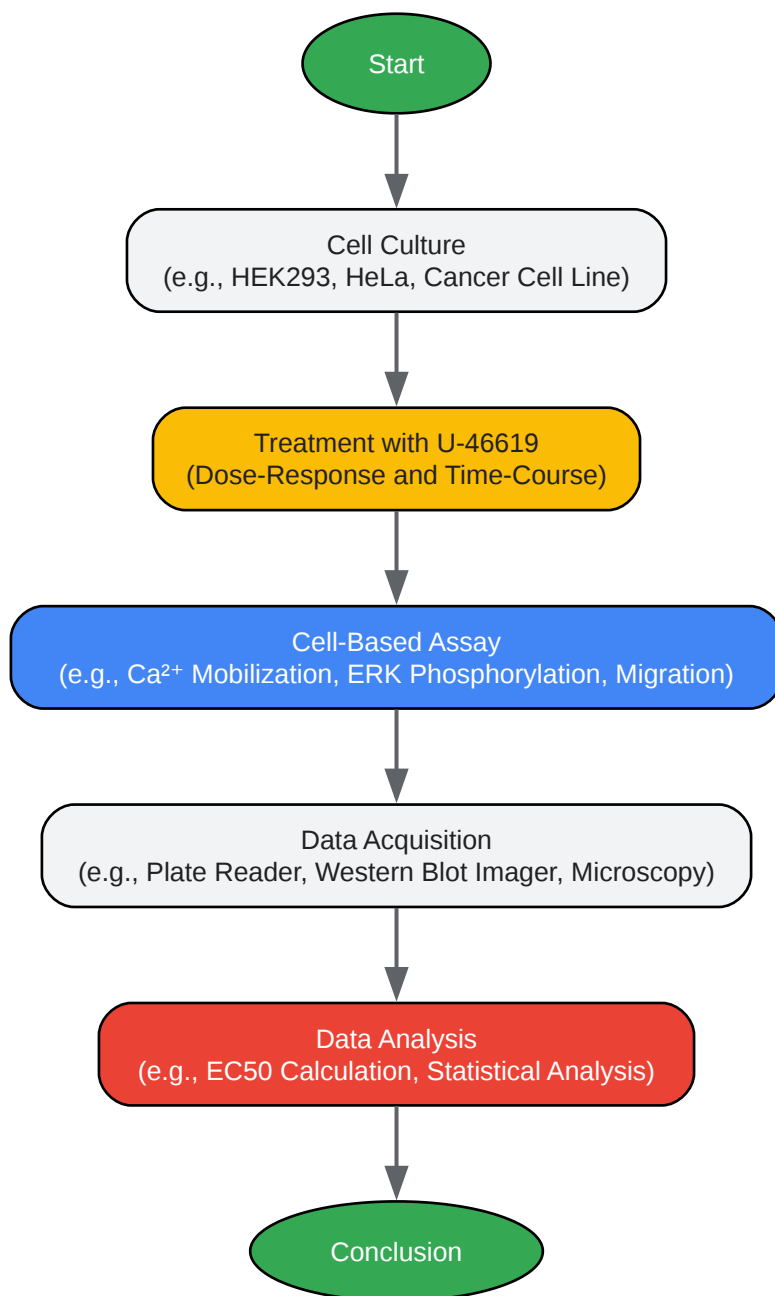 Start
Cell Culture
(e.g., HEK293, HeLa, Cancer Cell Line)
Treatment with U-46619
(Dose-Response and Time-Course)
Cell-Based Assay
(e.g., Ca²⁺ Mobilization, ERK Phosphorylation, Migration)
Data Acquisition
(e.g., Plate Reader, Western Blot Imager, Microscopy)
Data Analysis
(e.g., EC50 Calculation, Statistical Analysis)
Conclusion